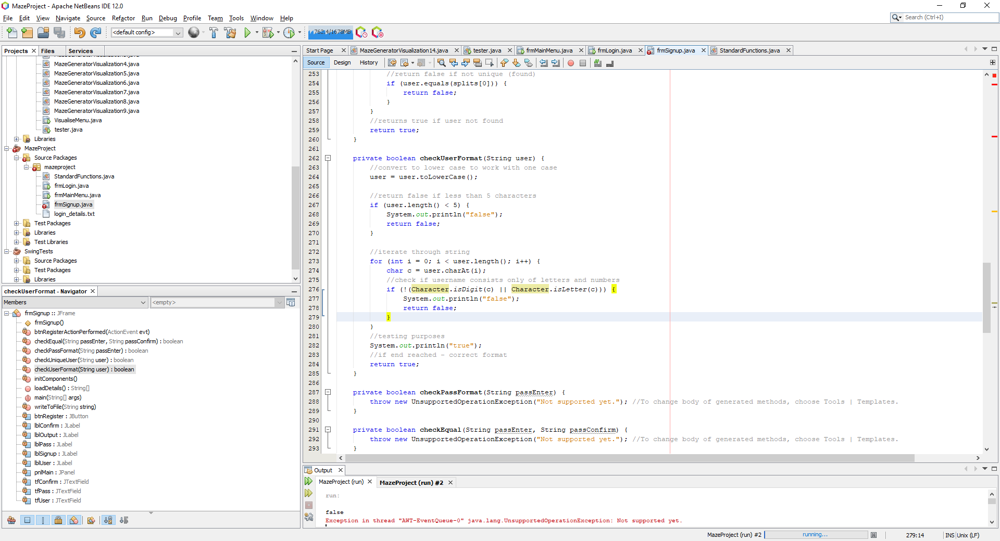 MazeProject - Apache NetBeans IDE 12.0
File Edit View Navigate Source Refactor Run Debug Profile Team Tools Window Help
Search (Ctrl+I)
<default config>
762.4/1678MB
Projects Files Services
MazeGeneratorVisualization4.java
MazeGeneratorVisualization5.java
MazeGeneratorVisualization6.java
MazeGeneratorVisualization7.java
MazeGeneratorVisualization8.java
MazeGeneratorVisualization9.java
VisualiseMenu.java
tester.java
Libraries
MazeProject
Source Packages
mazeproject
StandardFunctions.java
frmLogin.java
frmMainMenu.java
frmSignup.java
login_details.txt
Test Packages
Libraries
Test Libraries
SwingTests
Source Packages
Test Packages
Libraries
checkUserFormat - Navigator
Members
<empty>
frmSignup :: JFrame
frmSignup()
btnRegisterActionPerformed(ActionEvent evt)
checkEqual(String passEnter, String passConfirm) : boolean
checkPassFormat(String passEnter) : boolean
checkUniqueUser(String user) : boolean
checkUserFormat(String user) : boolean
initComponents()
loadDetails() : String[]
main(String[] args)
writeToFile(String string)
btnRegister : JButton
lblConfirm : JLabel
lblOutput : JLabel
lblPass : JLabel
lblSignup : JLabel
lblUser : JLabel
pnlMain : JPanel
tfConfirm : JTextField
tfPass : JTextField
tfUser : JTextField
Start Page MazeGeneratorVisualization14.java tester.java frmMainMenu.java frmLogin.java frmSignup.java StandardFunctions.java
Source Design History
253 //return false if not unique (found)
254 if (user.equals(splits[0])) {
255 return false;
256 }
257 }
258 //returns true if user not found
259 return true;
260 }
261
262 private boolean checkUserFormat(String user) {
263 //convert to lower case to work with one case
264 user = user.toLowerCase();
265
266 //return false if less than 5 characters
267 if (user.length() < 5) {
268 System.out.println("false");
269 return false;
270 }
271
272 //iterate through string
273 for (int i = 0; i < user.length(); i++) {
274 char c = user.charAt(i);
275 //check if username consists only of letters and numbers
276 if (!(Character.isDigit(c) || Character.isLetter(c))) {
277 System.out.println("false");
278 return false;
279 }
280 }
281 //testing purposes
282 System.out.println("true");
283 //if end reached - correct format
284 return true;
285 }
286
287 private boolean checkPassFormat(String passEnter) {
288 throw new UnsupportedOperationException("Not supported yet."); //To change body of generated methods, choose Tools | Templates.
289 }
290
291 private boolean checkEqual(String passEnter, String passConfirm) {
292 throw new UnsupportedOperationException("Not supported yet."); //To change body of generated methods, choose Tools | Templates.
293 }
Output
MazeProject (run) MazeProject (run) #2
run:
false
Exception in thread "AWT-EventQueue-0" java.lang.UnsupportedOperationException: Not supported yet.
MazeProject (run) #2 running... 279:14 INS Unix (LF)